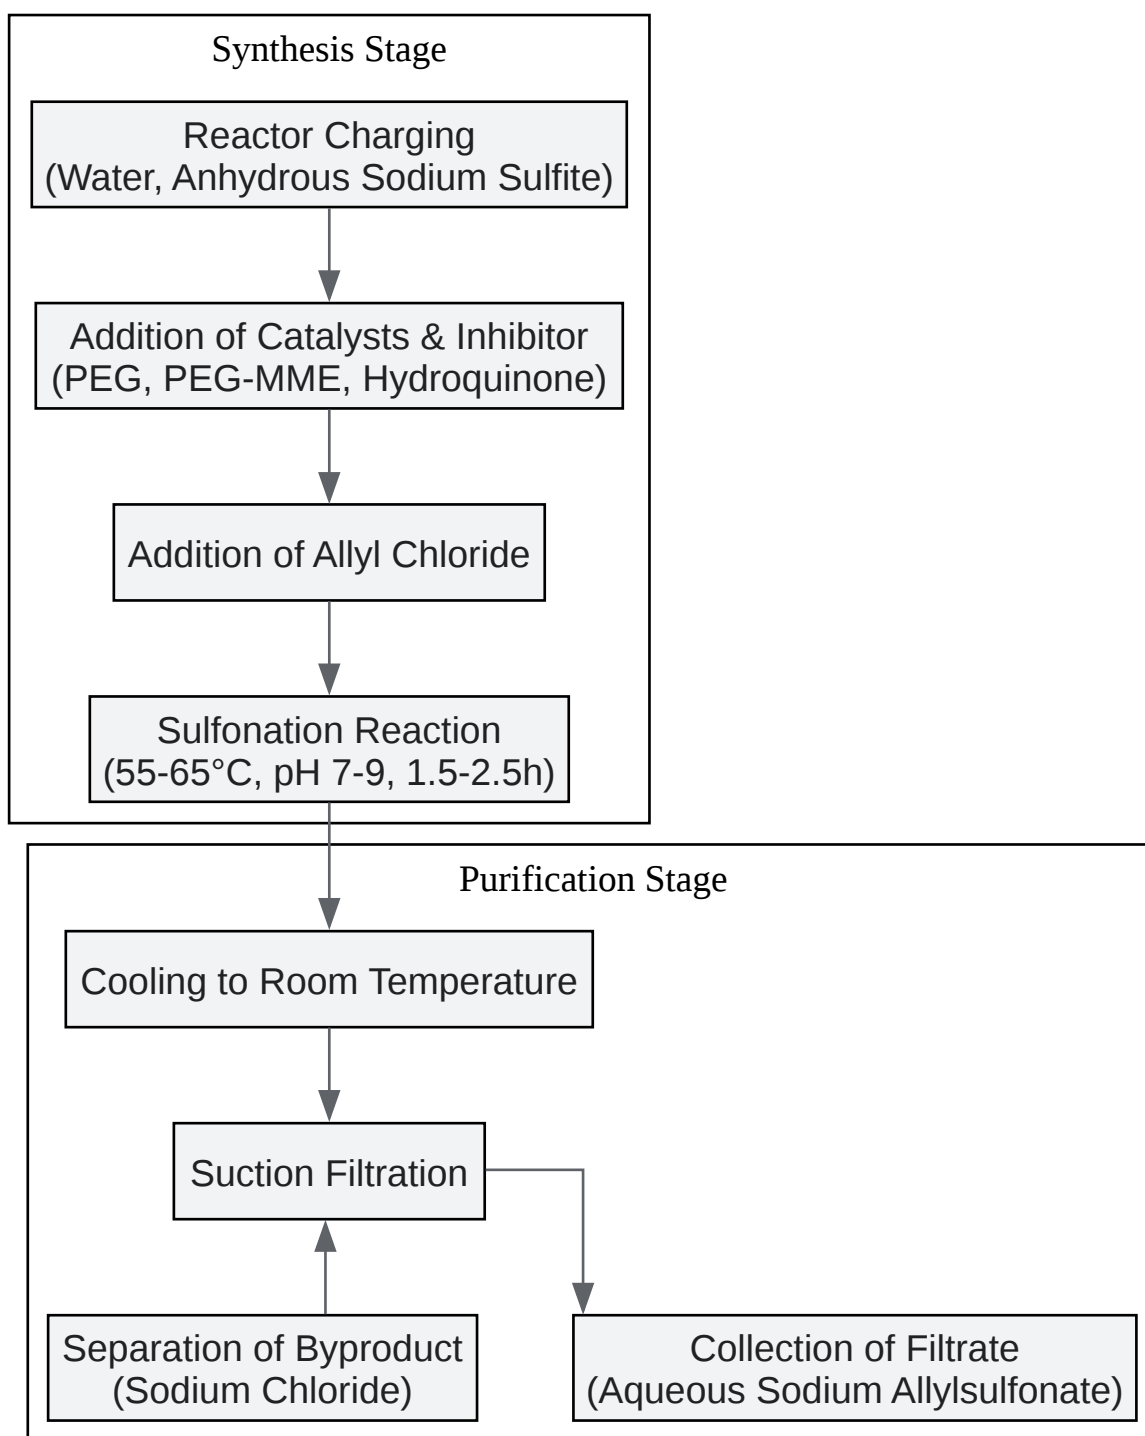 Synthesis Stage
Reactor Charging
(Water, Anhydrous Sodium Sulfite)
Addition of Catalysts & Inhibitor
(PEG, PEG-MME, Hydroquinone)
Addition of Allyl Chloride
Sulfonation Reaction
(55-65°C, pH 7-9, 1.5-2.5h)
Purification Stage
Cooling to Room Temperature
Suction Filtration
Separation of Byproduct
(Sodium Chloride)
Collection of Filtrate
(Aqueous Sodium Allylsulfonate)